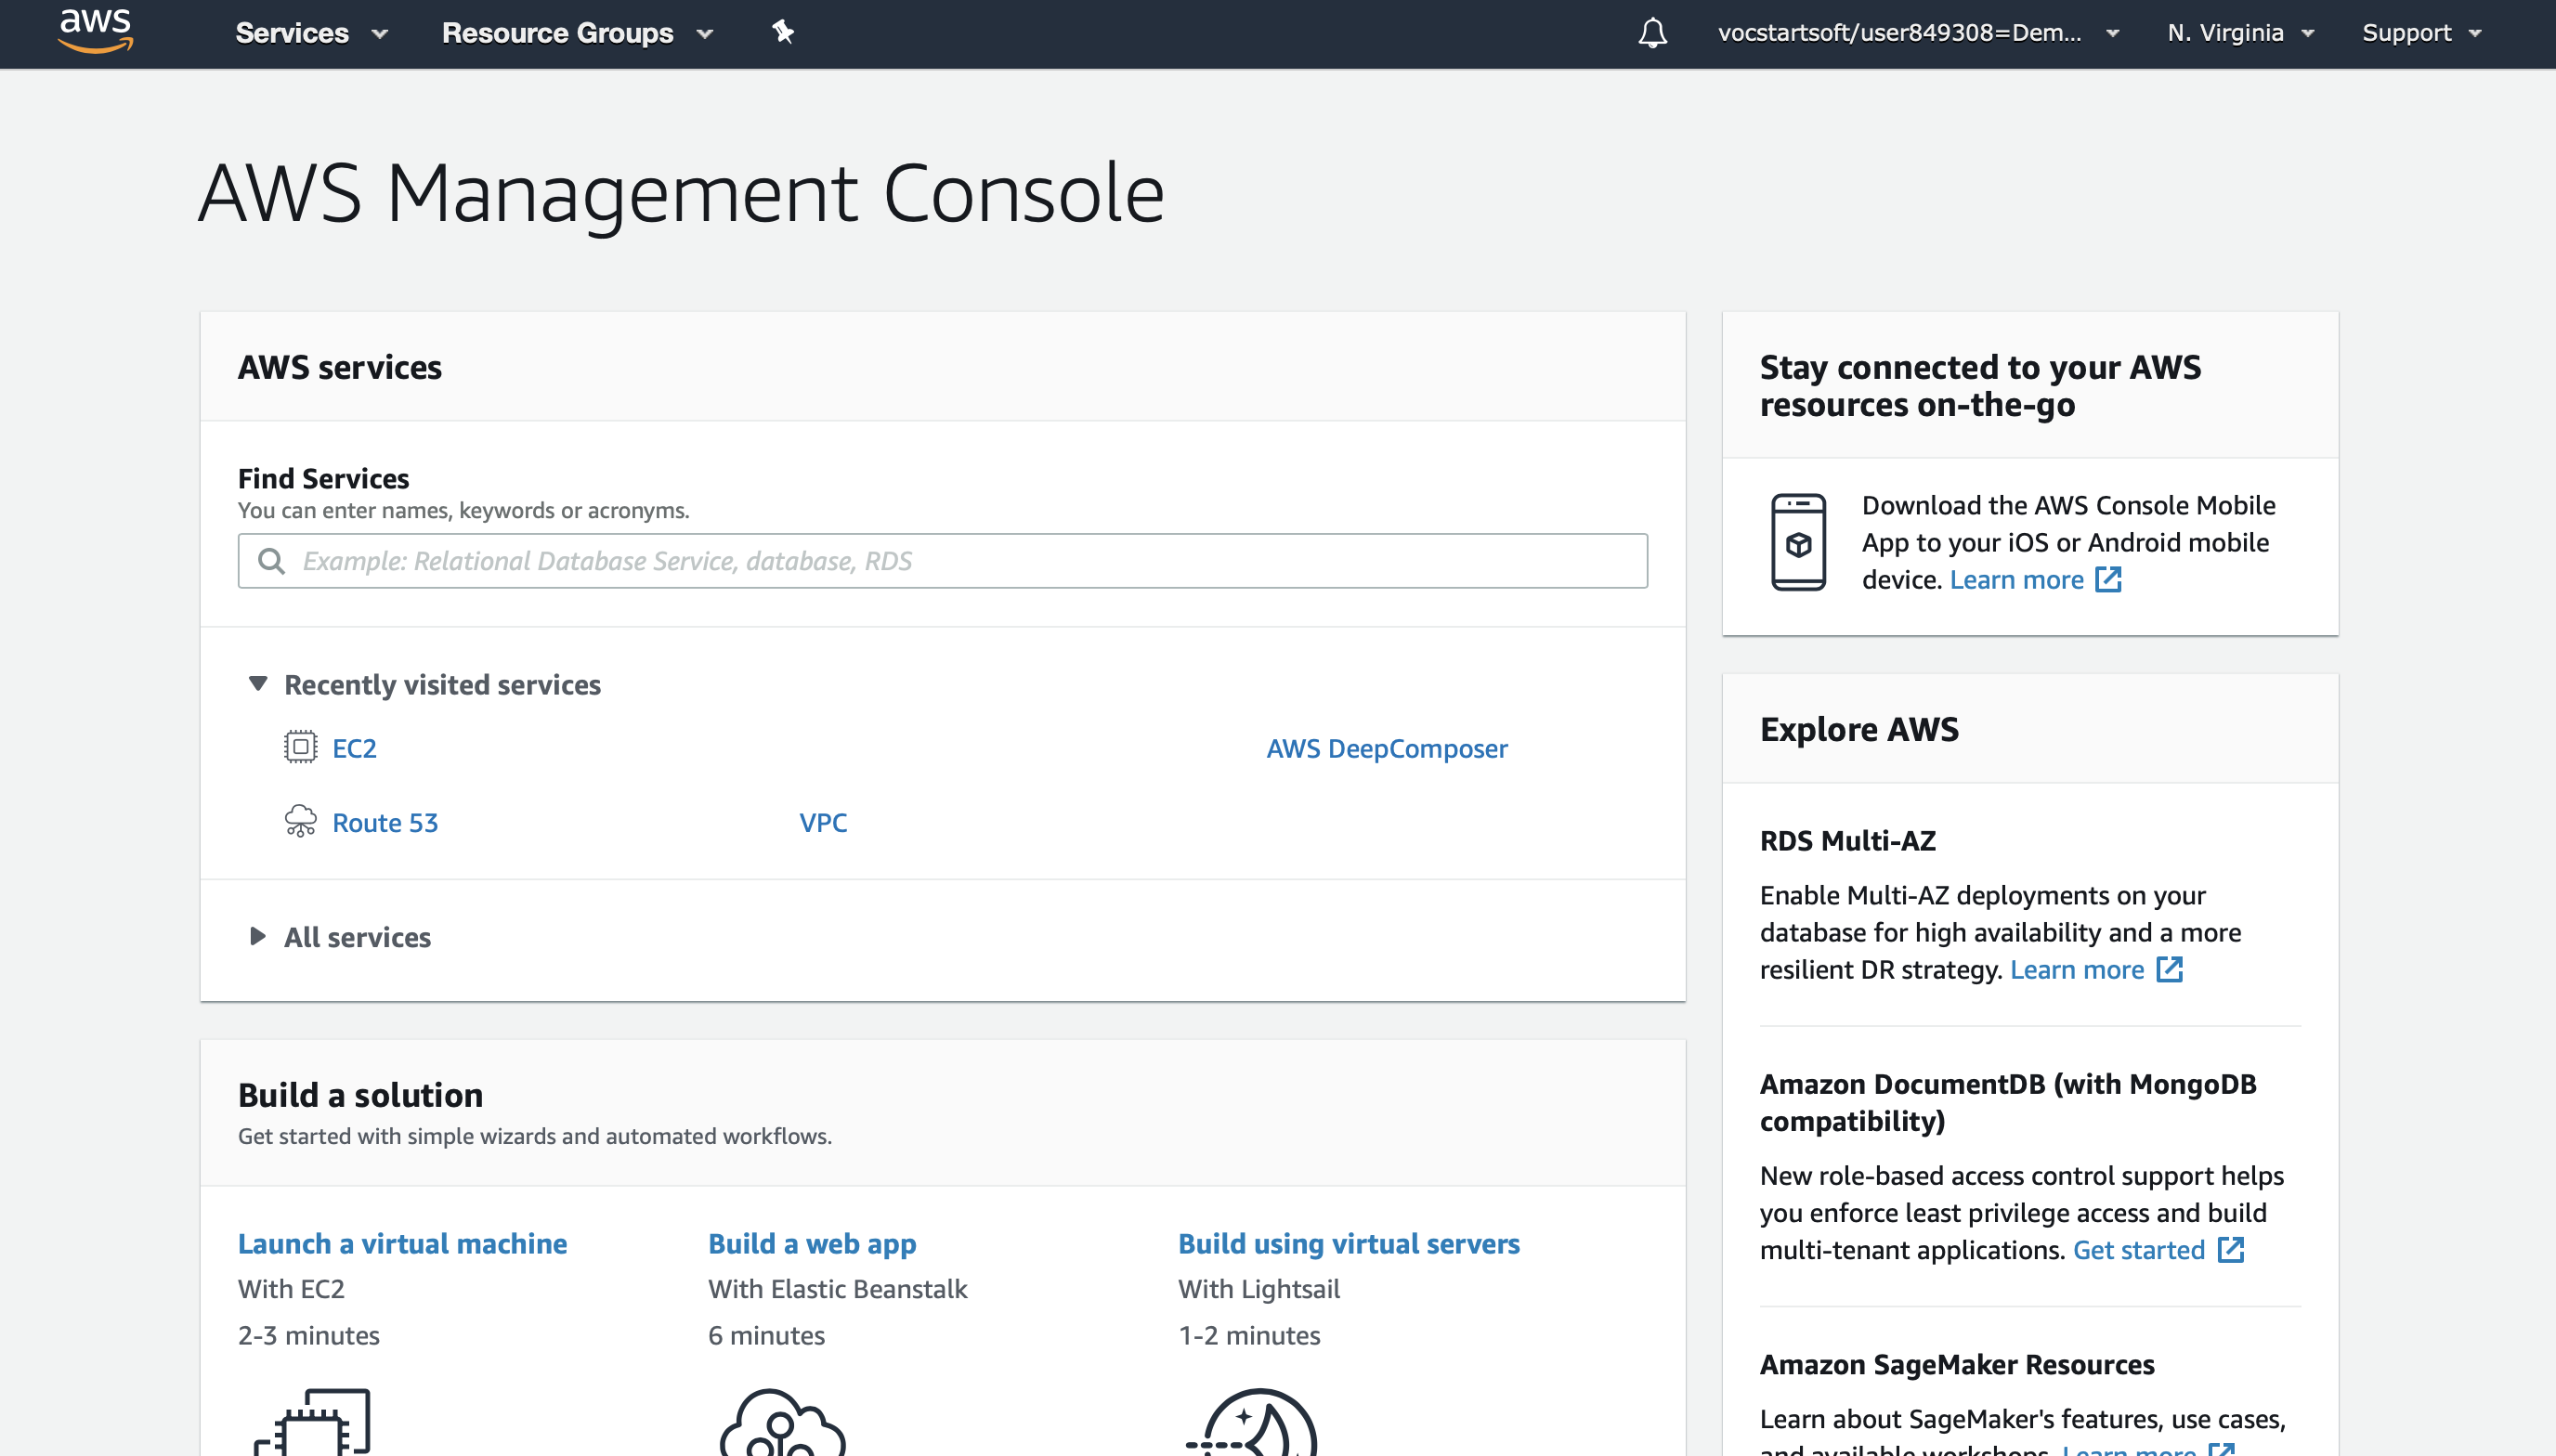 aws
Services
Resource Groups
vocstartsoft/user849308=Dem...
N. Virginia
Support
AWS Management Console
AWS services
Find Services
You can enter names, keywords or acronyms.
Example: Relational Database Service, database, RDS
Recently visited services
EC2
AWS DeepComposer
Route 53
VPC
All services
Build a solution
Get started with simple wizards and automated workflows.
Launch a virtual machine
With EC2
2-3 minutes
Build a web app
With Elastic Beanstalk
6 minutes
Build using virtual servers
With Lightsail
1-2 minutes
Stay connected to your AWS
resources on-the-go
Download the AWS Console Mobile
App to your iOS or Android mobile
device. Learn more
Explore AWS
RDS Multi-AZ
Enable Multi-AZ deployments on your
database for high availability and a more
resilient DR strategy. Learn more
Amazon DocumentDB (with MongoDB
compatibility)
New role-based access control support helps
you enforce least privilege access and build
multi-tenant applications. Get started
Amazon SageMaker Resources
Learn about SageMaker's features, use cases,
and available workshops. Learn more